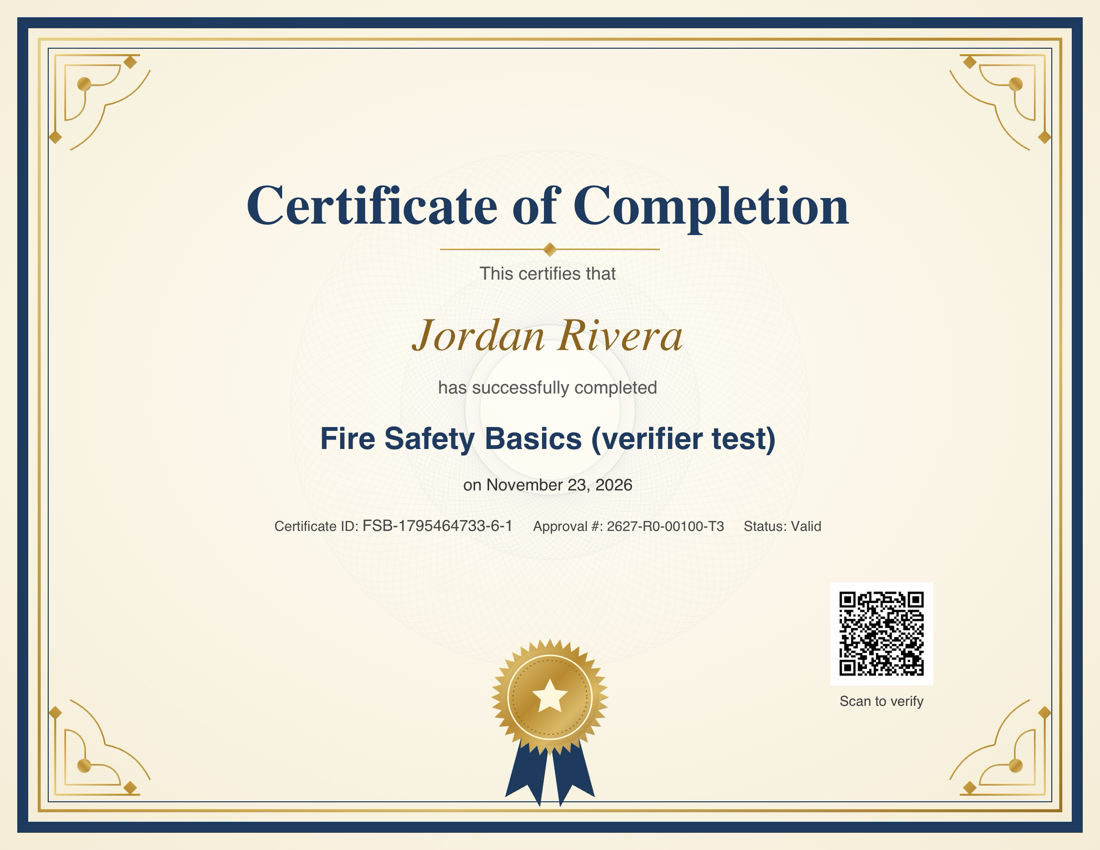 Certificate of Completion
This certifies that
Jordan Rivera
has successfully completed
Fire Safety Basics (verifier test)
on November 23, 2026
Certificate ID: FSB-1795464733-6-1 Approval #: 2627-R0-00100-T3 Status: Valid
Scan to verify